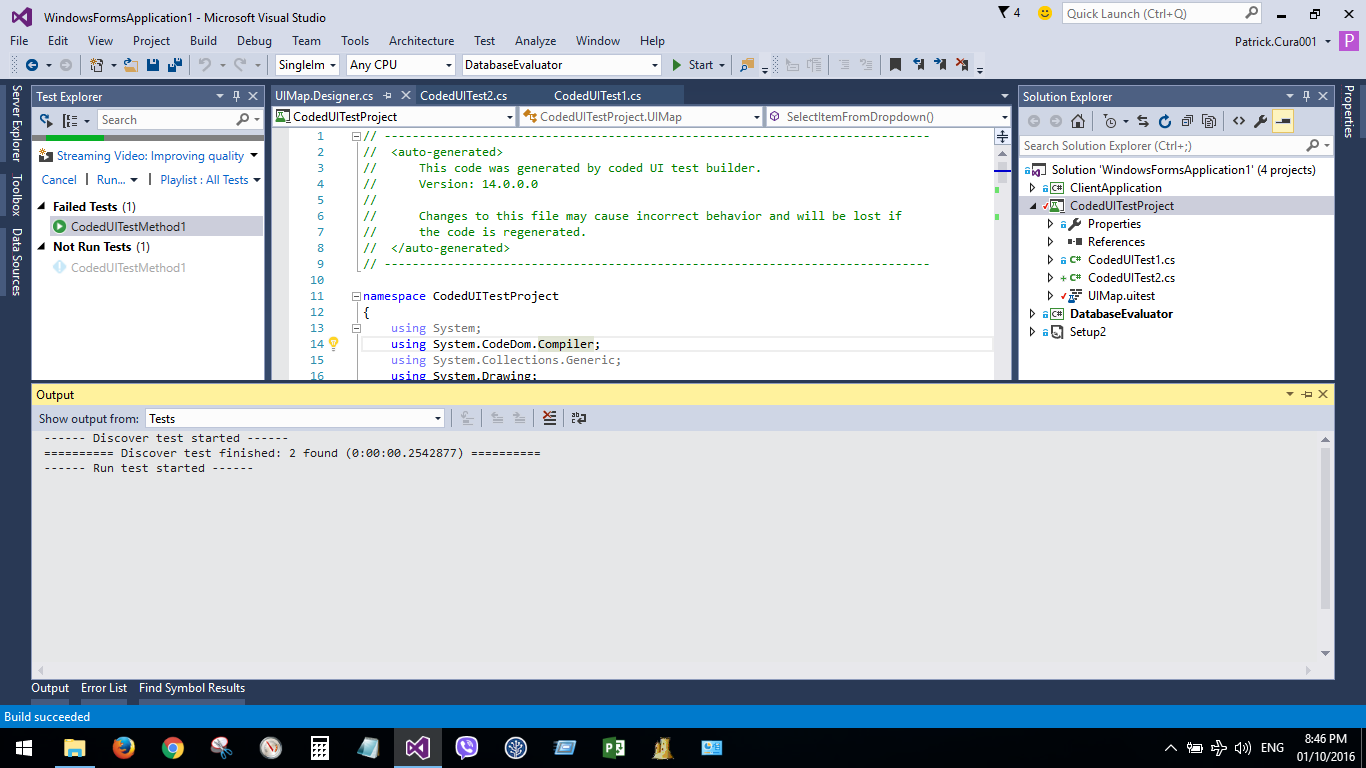 WindowsFormsApplication1 - Microsoft Visual Studio
4
Quick Launch (Ctrl+Q)
File Edit View Project Build Debug Team Tools Architecture Test Analyze Window Help
Patrick.Cura001
P
SingleIm
Any CPU
DatabaseEvaluator
Start
Server Explorer
Toolbox
Data Sources
Test Explorer
Search
Streaming Video: Improving quality
Cancel | Run... | Playlist : All Tests
Failed Tests (1)
CodedUITestMethod1
Not Run Tests (1)
CodedUITestMethod1
UIMap.Designer.cs
CodedUITest2.cs
CodedUITest1.cs
CodedUITestProject
CodedUITestProject.UIMap
SelectItemFromDropdown()
1 // ------------------------------------------------------------------------------
2 // <auto-generated>
3 // This code was generated by coded UI test builder.
4 // Version: 14.0.0.0
5 //
6 // Changes to this file may cause incorrect behavior and will be lost if
7 // the code is regenerated.
8 // </auto-generated>
9 // ------------------------------------------------------------------------------
10
11 namespace CodedUITestProject
12 {
13 using System;
14 using System.CodeDom.Compiler;
15 using System.Collections.Generic;
16 using System.Drawing;
Solution Explorer
Search Solution Explorer (Ctrl+;)
Solution 'WindowsFormsApplication1' (4 projects)
ClientApplication
CodedUITestProject
Properties
References
CodedUITest1.cs
CodedUITest2.cs
UIMap.uitest
DatabaseEvaluator
Setup2
Properties
Output
Show output from: Tests
------ Discover test started ------
========== Discover test finished: 2 found (0:00:00.2542877) ==========
------ Run test started ------
Output Error List Find Symbol Results
Build succeeded
ENG
8:46 PM
01/10/2016